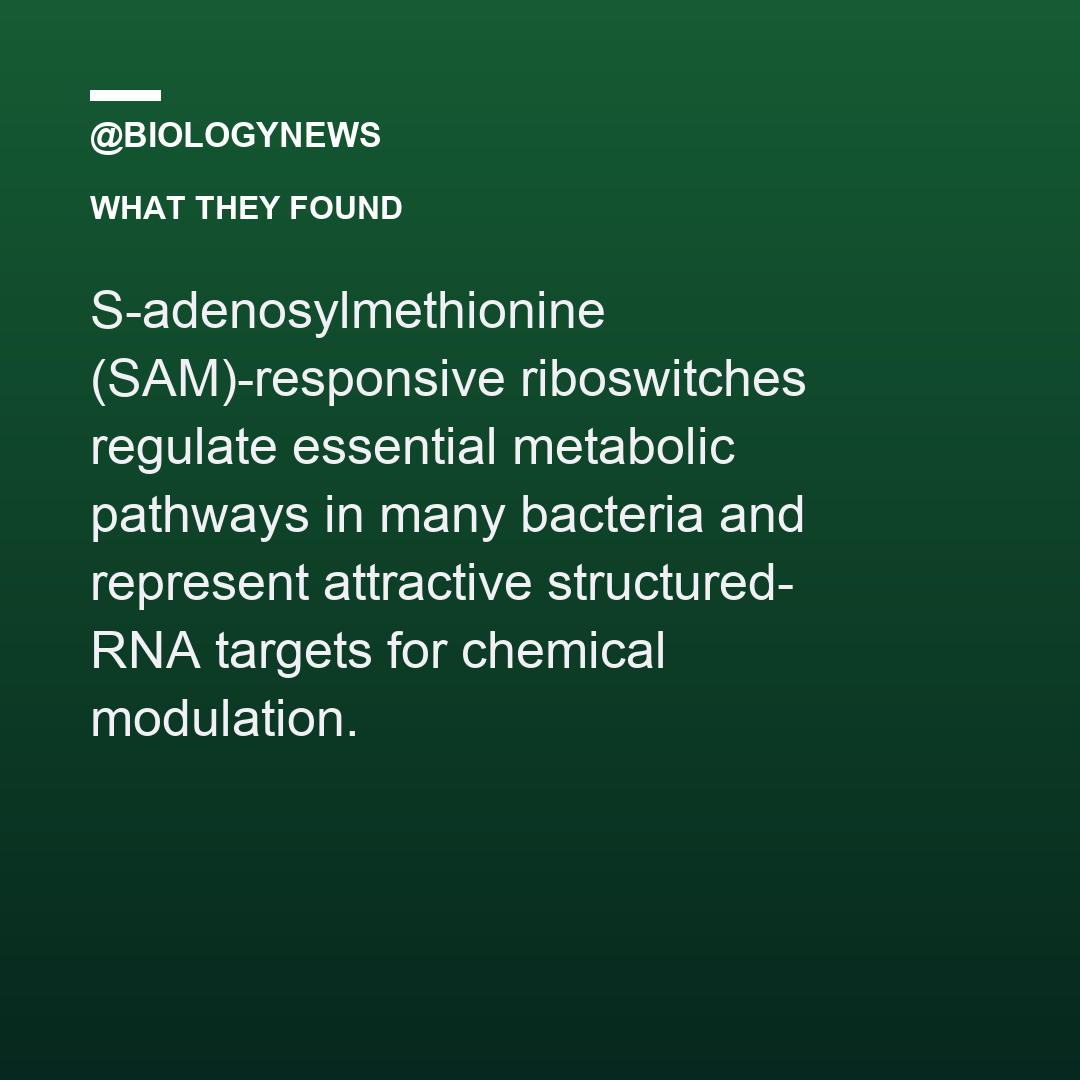 @BIOLOGYNEWS
WHAT THEY FOUND
S-adenosylmethionine
(SAM)-responsive riboswitches
regulate essential metabolic
pathways in many bacteria and
represent attractive structured-
RNA targets for chemical
modulation.